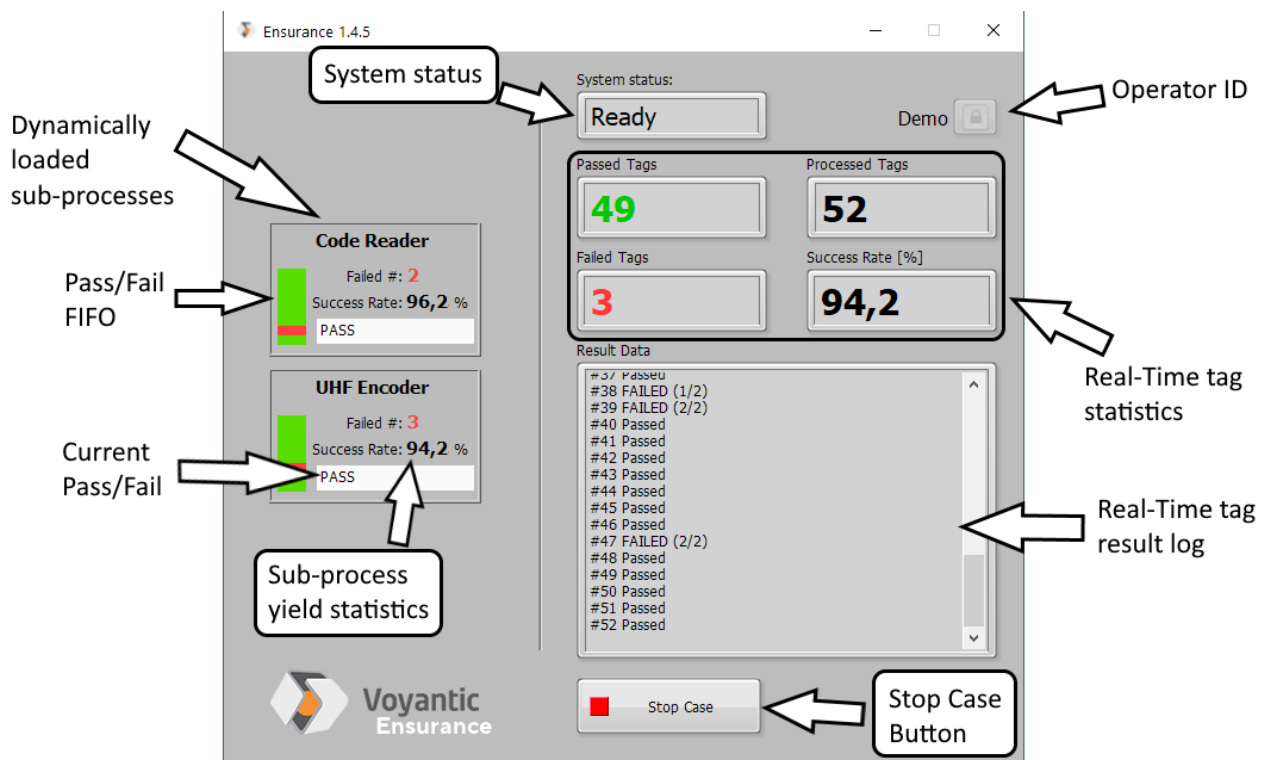 Ensurance 1.4.5
System status
System status:
Ready
Demo
Operator ID
Dynamically
loaded
sub-processes
Passed Tags
49
Processed Tags
52
Failed Tags
3
Success Rate [%]
94,2
Real-Time tag
statistics
Code Reader
Failed #: 2
Success Rate: 96,2 %
PASS
Pass/Fail
FIFO
UHF Encoder
Failed #: 3
Success Rate: 94,2 %
PASS
Current
Pass/Fail
Sub-process
yield statistics
Result Data
#37 Passed
#38 FAILED (1/2)
#39 FAILED (2/2)
#40 Passed
#41 Passed
#42 Passed
#43 Passed
#44 Passed
#45 Passed
#46 Passed
#47 FAILED (2/2)
#48 Passed
#49 Passed
#50 Passed
#51 Passed
#52 Passed
Real-Time tag
result log
Voyantic
Ensurance
Stop Case
Stop Case
Button